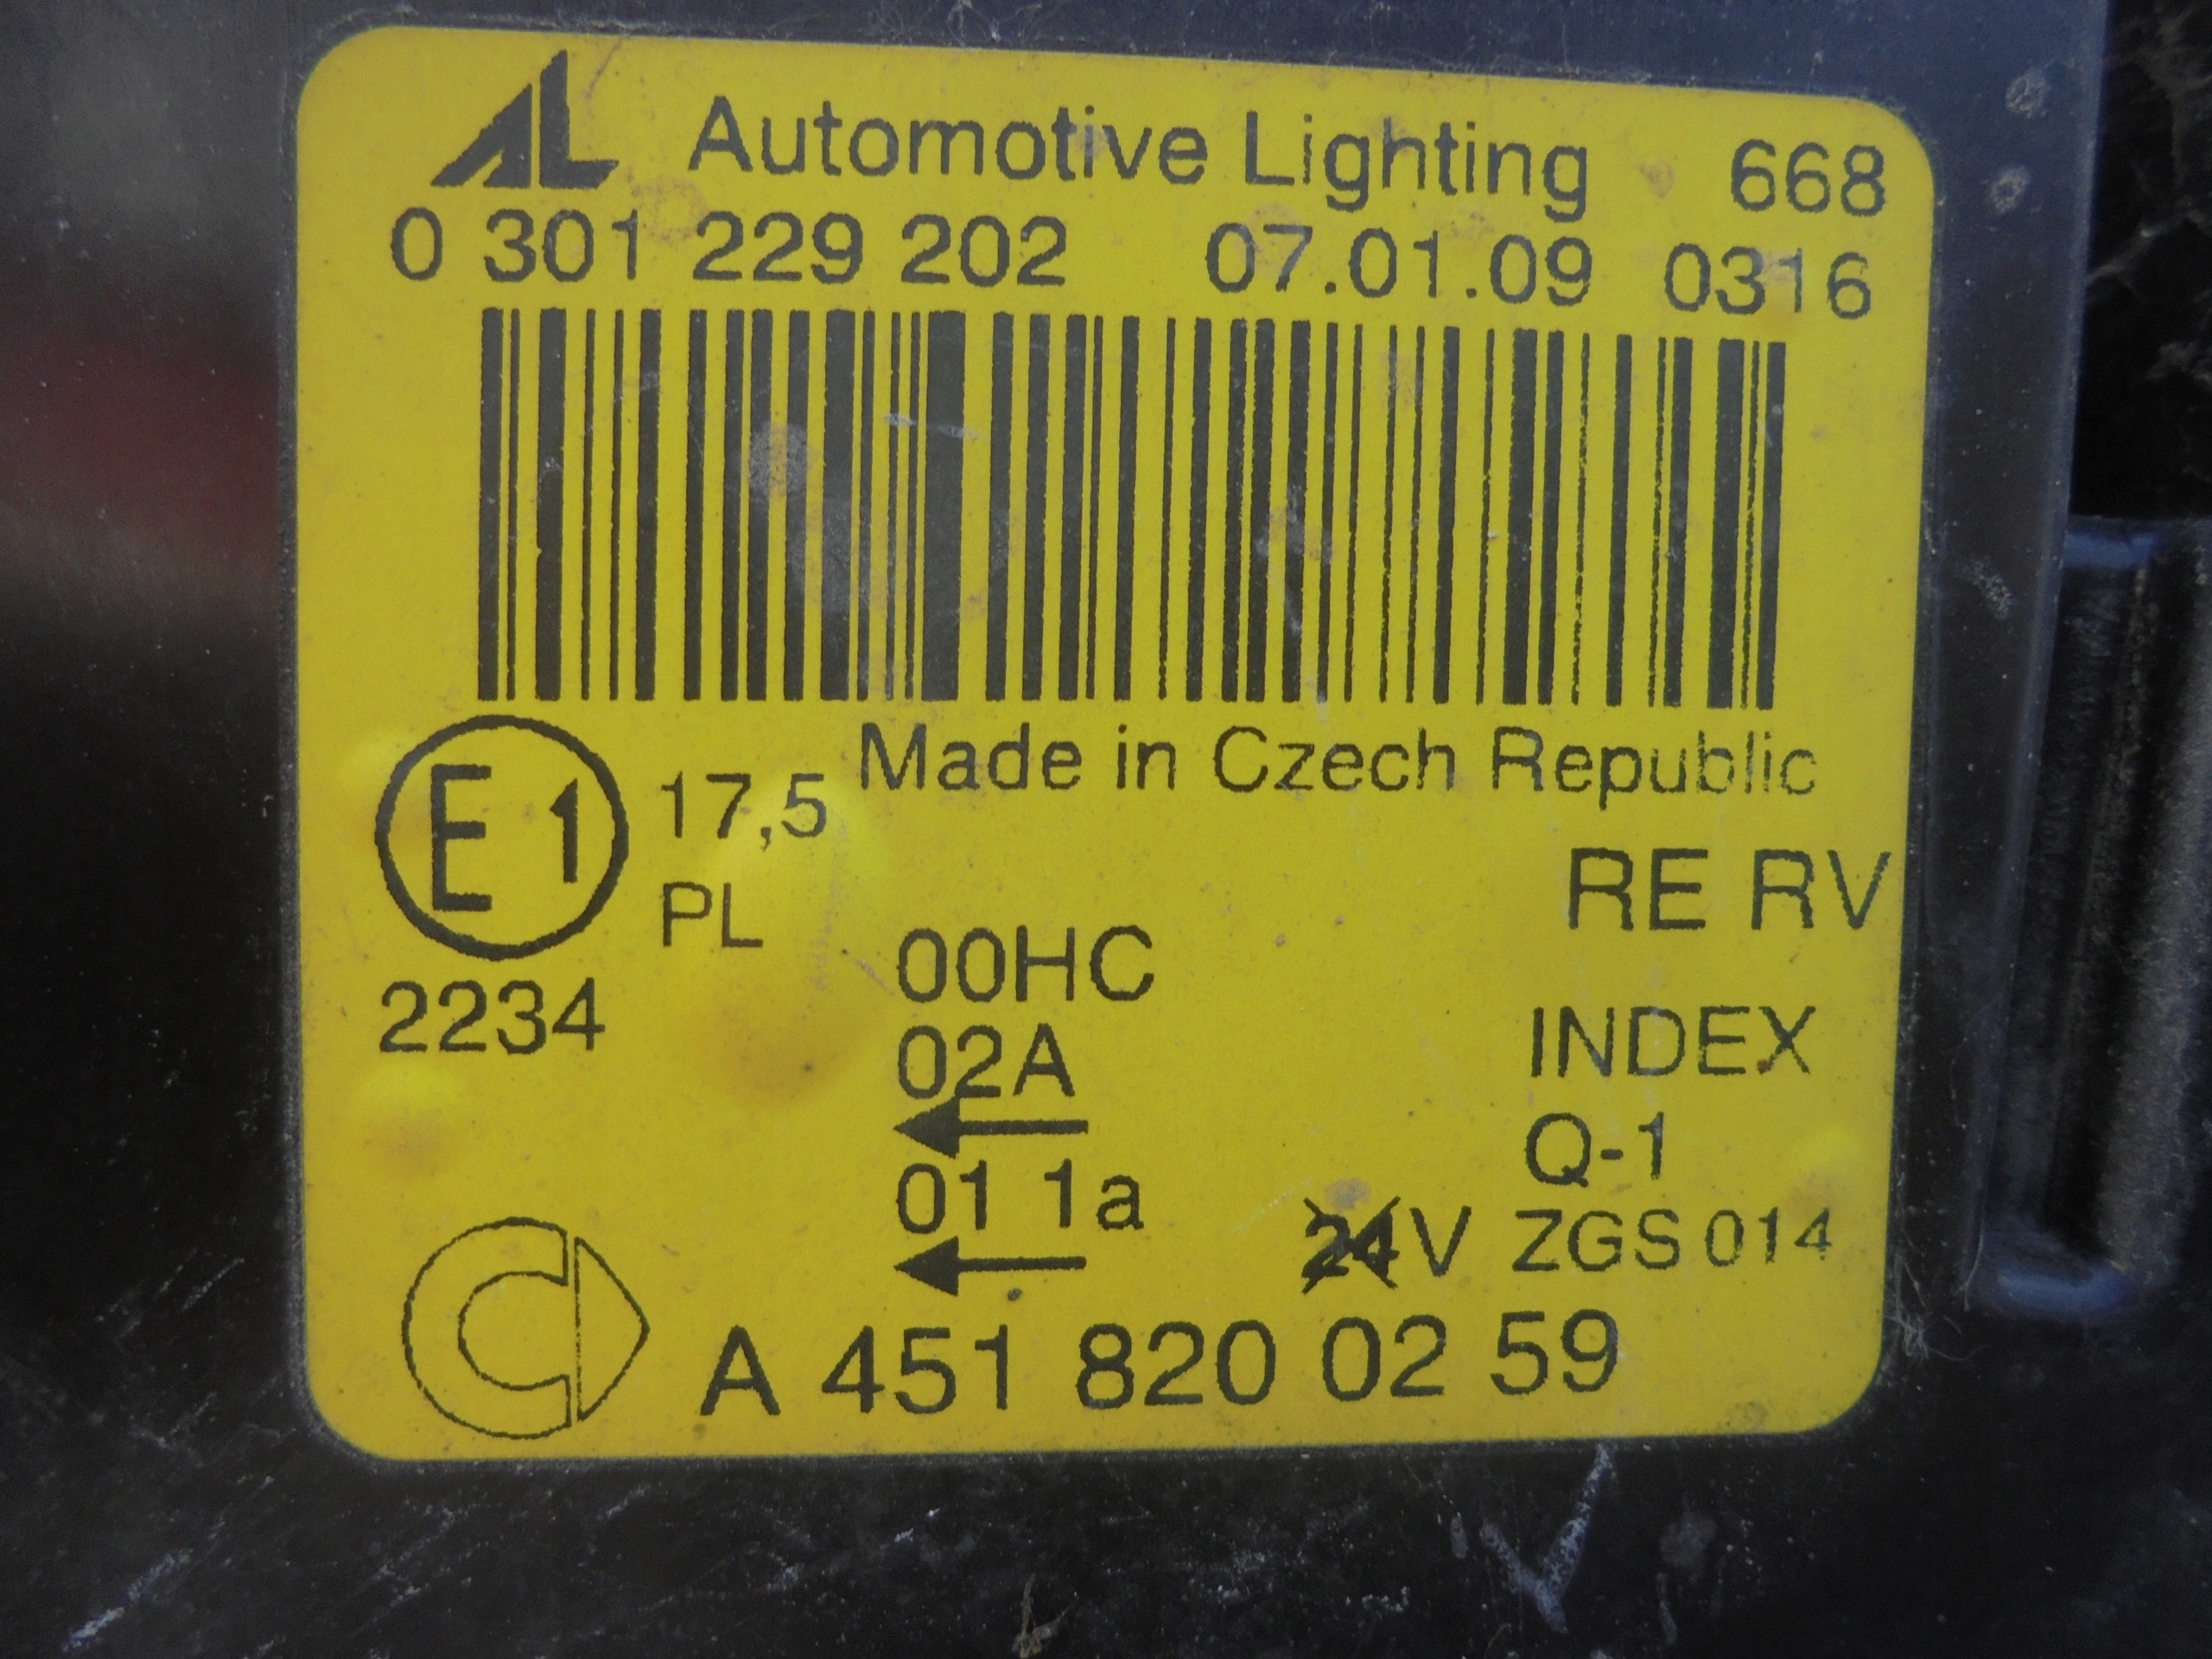 AL Automotive Lighting 668
0 301 229 202 07.01.09 0316
Made in Czech Republic
E1 17,5
PL
RE RV
00HC
2234
02A
INDEX
Q-1
01 1a
24V ZGS 014
A 451 820 02 59